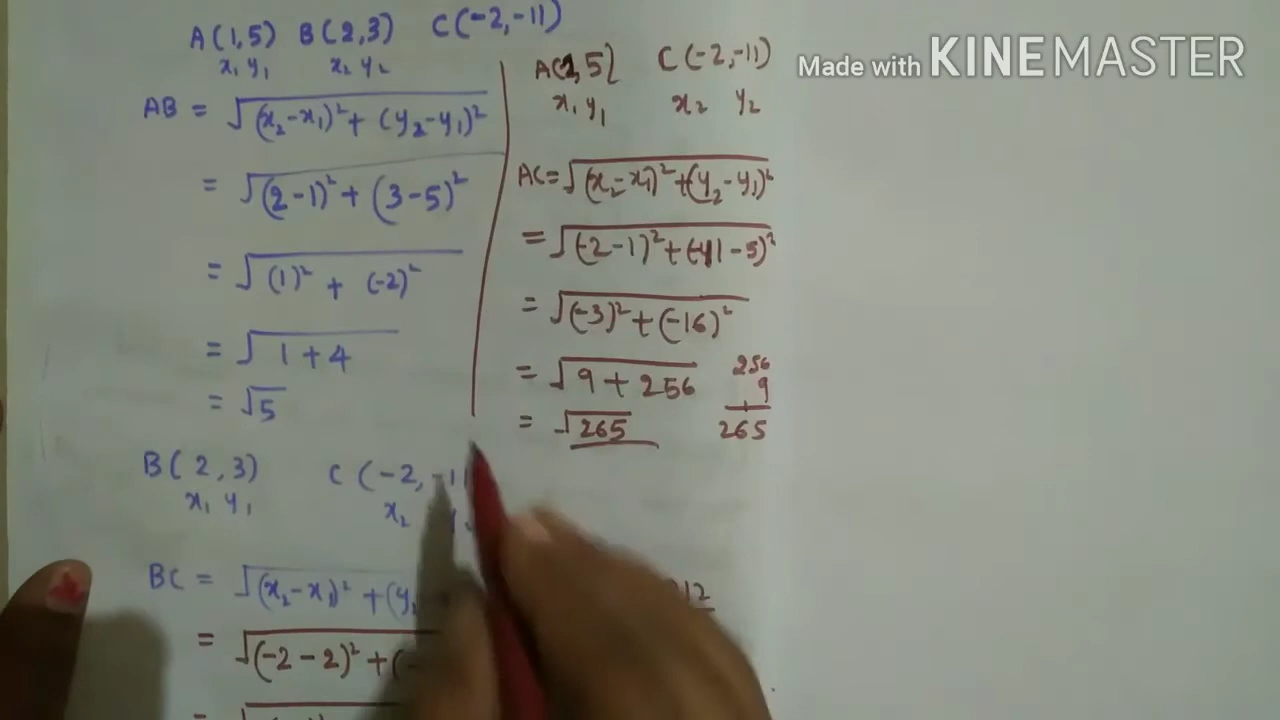 A(1,5) B(2,3) C(-2,-11)
x₁ y₁ x₂ y₂
AB = √(x₂-x₁)² + (y₂-y₁)²
= √(2-1)² + (3-5)²
= √(1)² + (-2)²
= √1+4
= √5
A(1,5) C(-2,-11)
x₁ y₁ x₂ y₂
AC = √(x₂-x₁)² + (y₂-y₁)²
= √(-2-1)² + (-11-5)²
= √(-3)² + (-16)²
= √9+256
= √265
256
9
+
265
B(2,3) C(-2,-11
x₁ y₁ x₂
BC = √(x₂-x₁)² + (y₂
= √(-2-2)² + (-
=
212
Made with KINEMASTER